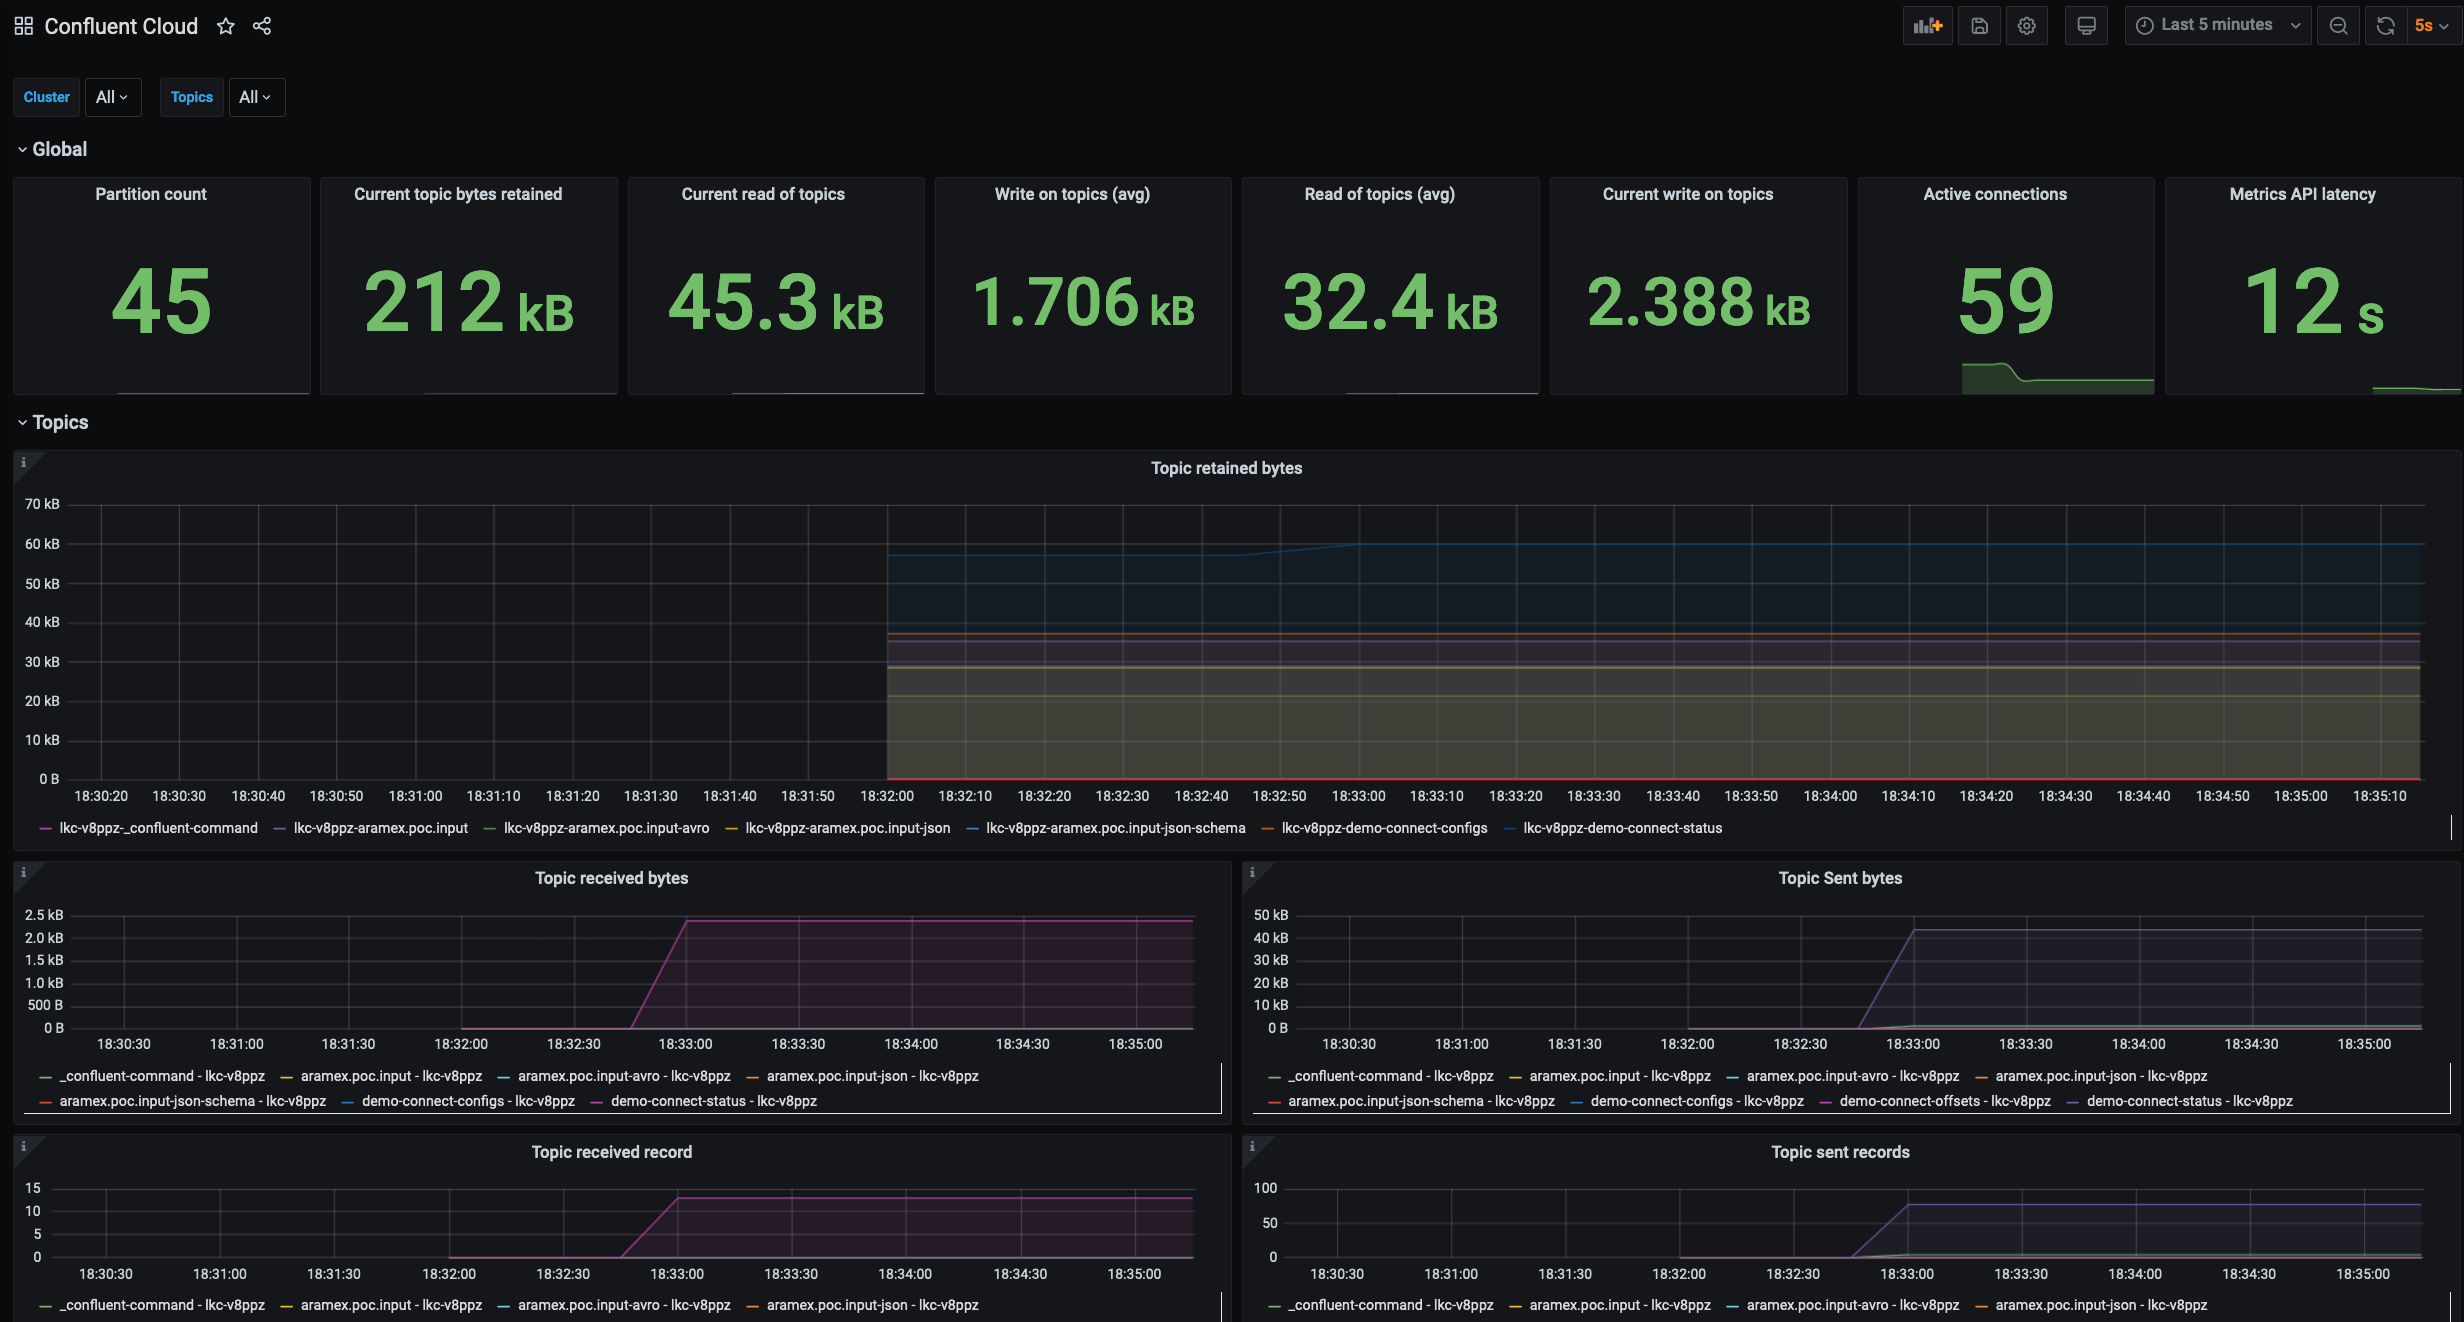 Confluent Cloud
Last 5 minutes
5s
Cluster All Topics All
Global
Partition count
45
Current topic bytes retained
212 kB
Current read of topics
45.3 kB
Write on topics (avg)
1.706 kB
Read of topics (avg)
32.4 kB
Current write on topics
2.388 kB
Active connections
59
Metrics API latency
12 s
Topics
Topic retained bytes
70 kB
60 kB
50 kB
40 kB
30 kB
20 kB
10 kB
0 B
18:30:20 18:30:30 18:30:40 18:30:50 18:31:00 18:31:10 18:31:20 18:31:30 18:31:40 18:31:50 18:32:00 18:32:10 18:32:20 18:32:30 18:32:40 18:32:50 18:33:00 18:33:10 18:33:20 18:33:30 18:33:40 18:33:50 18:34:00 18:34:10 18:34:20 18:34:30 18:34:40 18:34:50 18:35:00 18:35:10
lkc-v8ppz-_confluent-command lkc-v8ppz-aramex.poc.input lkc-v8ppz-aramex.poc.input-avro lkc-v8ppz-aramex.poc.input-json lkc-v8ppz-aramex.poc.input-json-schema lkc-v8ppz-demo-connect-configs lkc-v8ppz-demo-connect-status
Topic received bytes
2.5 kB
2.0 kB
1.5 kB
1.0 kB
500 B
0 B
18:30:30 18:31:00 18:31:30 18:32:00 18:32:30 18:33:00 18:33:30 18:34:00 18:34:30 18:35:00
_confluent-command - lkc-v8ppz aramex.poc.input - lkc-v8ppz aramex.poc.input-avro - lkc-v8ppz aramex.poc.input-json - lkc-v8ppz
aramex.poc.input-json-schema - lkc-v8ppz demo-connect-configs - lkc-v8ppz demo-connect-status - lkc-v8ppz
Topic Sent bytes
50 kB
40 kB
30 kB
20 kB
10 kB
0 B
18:30:30 18:31:00 18:31:30 18:32:00 18:32:30 18:33:00 18:33:30 18:34:00 18:34:30 18:35:00
_confluent-command - lkc-v8ppz aramex.poc.input - lkc-v8ppz aramex.poc.input-avro - lkc-v8ppz aramex.poc.input-json - lkc-v8ppz
aramex.poc.input-json-schema - lkc-v8ppz demo-connect-configs - lkc-v8ppz demo-connect-offsets - lkc-v8ppz demo-connect-status - lkc-v8ppz
Topic received record
15
10
5
0
18:30:30 18:31:00 18:31:30 18:32:00 18:32:30 18:33:00 18:33:30 18:34:00 18:34:30 18:35:00
_confluent-command - lkc-v8ppz aramex.poc.input - lkc-v8ppz aramex.poc.input-avro - lkc-v8ppz aramex.poc.input-json - lkc-v8ppz
Topic sent records
100
50
0
18:30:30 18:31:00 18:31:30 18:32:00 18:32:30 18:33:00 18:33:30 18:34:00 18:34:30 18:35:00
_confluent-command - lkc-v8ppz aramex.poc.input - lkc-v8ppz aramex.poc.input-avro - lkc-v8ppz aramex.poc.input-json - lkc-v8ppz